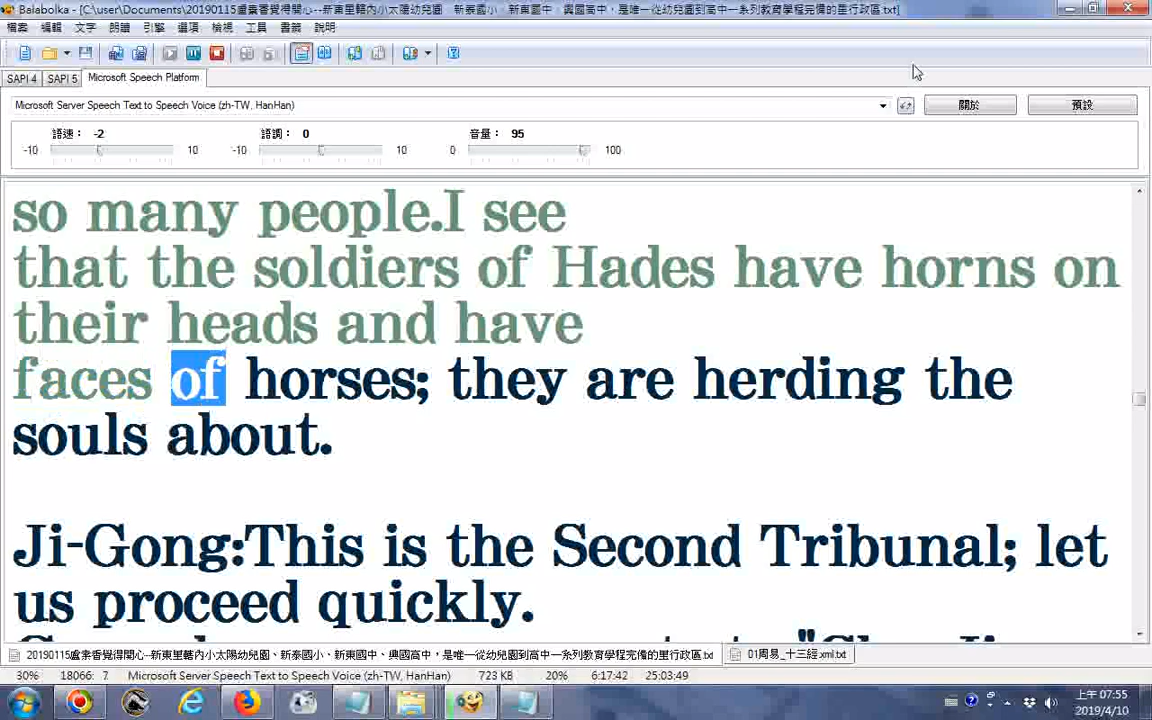 Balabolka - [C:\user\Documents\20190115盧彙香覺得開心--新東里轄內小太陽幼兒園、新泰國小、新東國中、興國高中，是唯一從幼兒園到高中一系列教育學程完備的里行政區.txt]
檔案 編輯 文字 朗讀 引擎 選項 檢視 工具 書籤 說明
SAPI 4 SAPI 5 Microsoft Speech Platform
Microsoft Server Speech Text to Speech Voice (zh-TW, HanHan) 關於 預設
語速： -2 語調： 0 音量： 95
-10 10 -10 10 0 100
so many people.I see
that the soldiers of Hades have horns on
their heads and have
faces of horses; they are herding the
souls about.
Ji-Gong:This is the Second Tribunal; let
us proceed quickly.
20190115盧彙香覺得開心--新東里轄內小太陽幼兒園、新泰國小、新東國中、興國高中，是唯一從幼兒園到高中一系列教育學程完備的里行政區.txt 01周易_十三經.xml.txt
30% 18066: 7 Microsoft Server Speech Text to Speech Voice (zh-TW, HanHan) 723 KB 20% 6:17:42 25:03:49
上午 07:55
2019/4/10